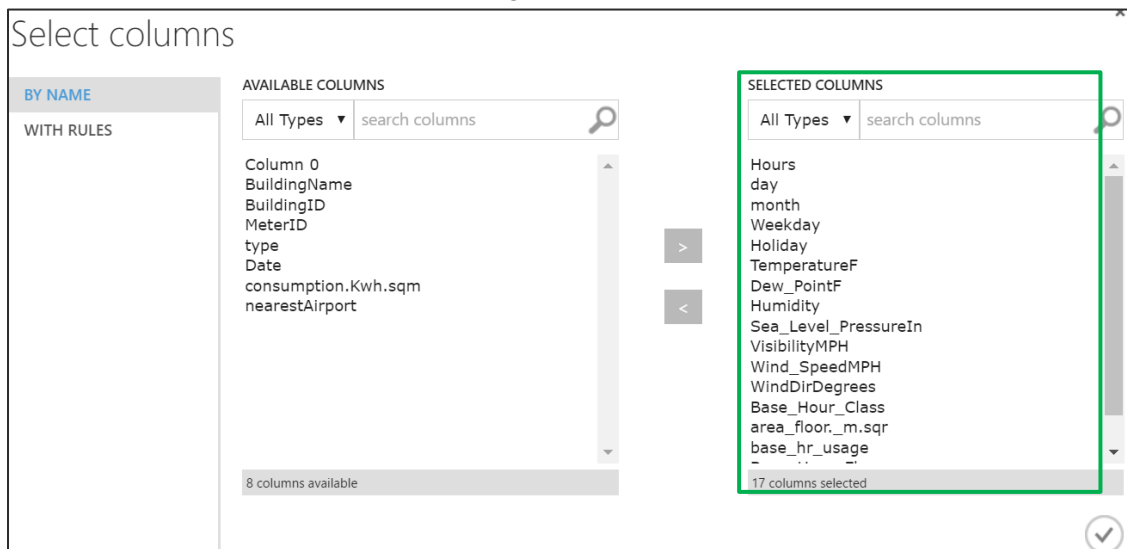 Select columns
BY NAME
WITH RULES
AVAILABLE COLUMNS
All Types ▼ search columns
Column 0
BuildingName
BuildingID
MeterID
type
Date
consumption.Kwh.sqm
nearestAirport
8 columns available
>
<
SELECTED COLUMNS
All Types ▼ search columns
Hours
day
month
Weekday
Holiday
TemperatureF
Dew_PointF
Humidity
Sea_Level_PressureIn
VisibilityMPH
Wind_SpeedMPH
WindDirDegrees
Base_Hour_Class
area_floor._m.sqr
base_hr_usage
17 columns selected